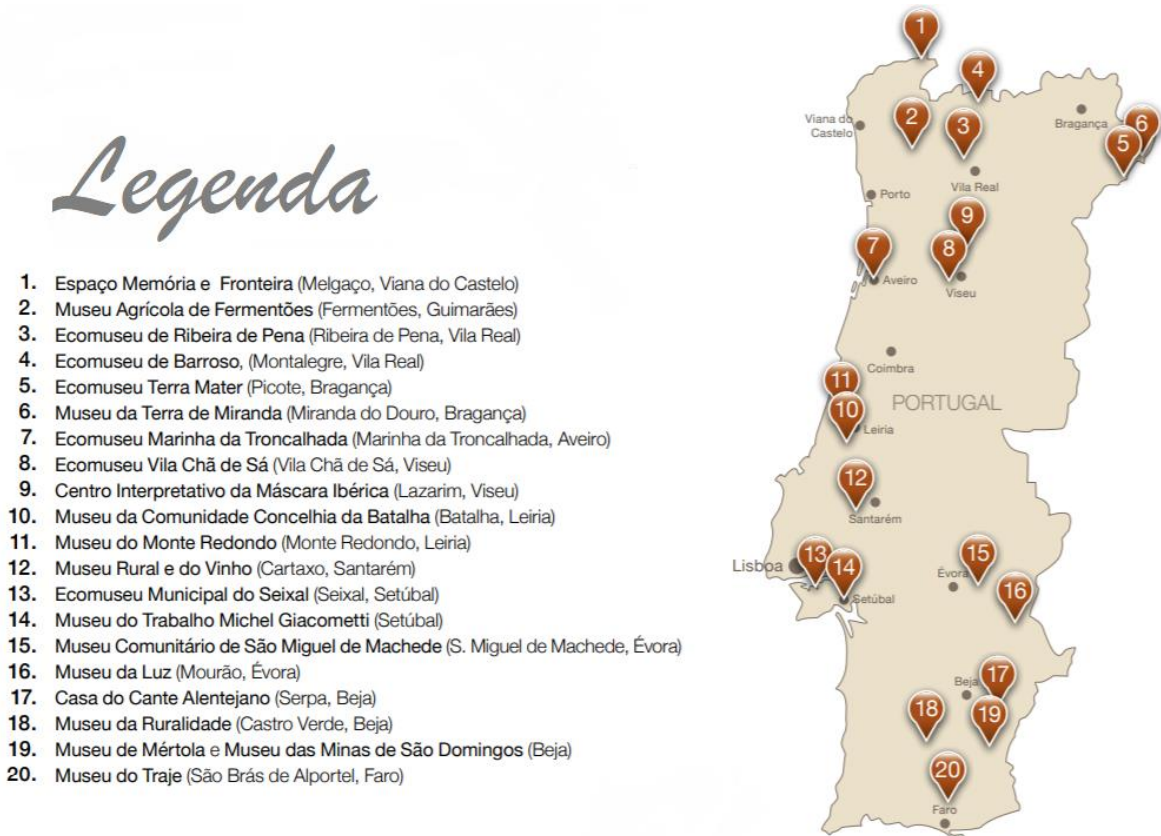 Legenda
1. Espaço Memória e Fronteira (Melgaço, Viana do Castelo)
2. Museu Agrícola de Fermentões (Fermentões, Guimarães)
3. Ecomuseu de Ribeira de Pena (Ribeira de Pena, Vila Real)
4. Ecomuseu de Barroso, (Montalegre, Vila Real)
5. Ecomuseu Terra Mater (Picote, Bragança)
6. Museu da Terra de Miranda (Miranda do Douro, Bragança)
7. Ecomuseu Marinha da Troncalhada (Marinha da Troncalhada, Aveiro)
8. Ecomuseu Vila Chã de Sá (Vila Chã de Sá, Viseu)
9. Centro Interpretativo da Máscara Ibérica (Lazarim, Viseu)
10. Museu da Comunidade Concelhia da Batalha (Batalha, Leiria)
11. Museu do Monte Redondo (Monte Redondo, Leiria)
12. Museu Rural e do Vinho (Cartaxo, Santarém)
13. Ecomuseu Municipal do Seixal (Seixal, Setúbal)
14. Museu do Trabalho Michel Giacometti (Setúbal)
15. Museu Comunitário de São Miguel de Machede (S. Miguel de Machede, Évora)
16. Museu da Luz (Mourão, Évora)
17. Casa do Cante Alentejano (Serpa, Beja)
18. Museu da Ruralidade (Castro Verde, Beja)
19. Museu de Mértola e Museu das Minas de São Domingos (Beja)
20. Museu do Traje (São Brás de Alportel, Faro)
1
4
2
3
6
5
Viana do
Castelo
Bragança
Vila Real
Porto
9
7
8
Aveiro
Viseu
Coimbra
11
10
PORTUGAL
Leiria
12
Santarém
13
14
15
Lisboa
Évora
16
Setúbal
17
Beja
18
19
20
Faro